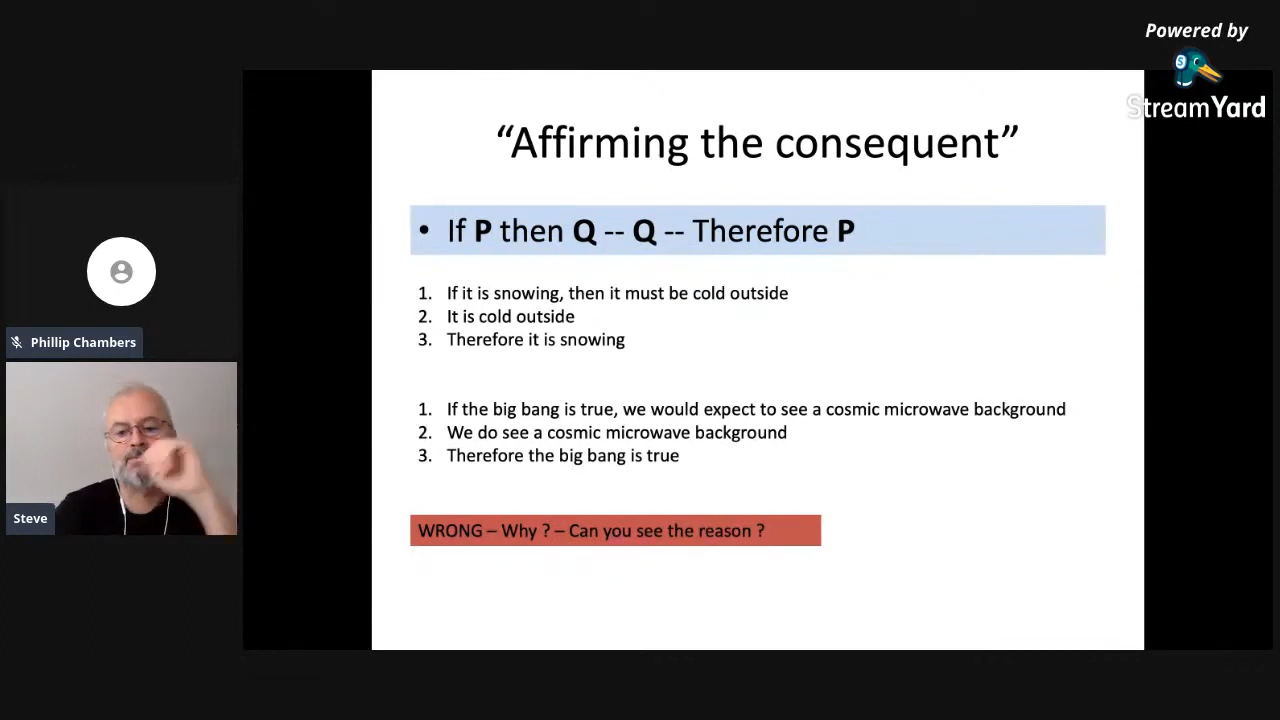 Powered by
StreamYard
“Affirming the consequent”
• If P then Q -- Q -- Therefore P
1. If it is snowing, then it must be cold outside
2. It is cold outside
3. Therefore it is snowing
1. If the big bang is true, we would expect to see a cosmic microwave background
2. We do see a cosmic microwave background
3. Therefore the big bang is true
WRONG – Why ? – Can you see the reason ?
Phillip Chambers
Steve